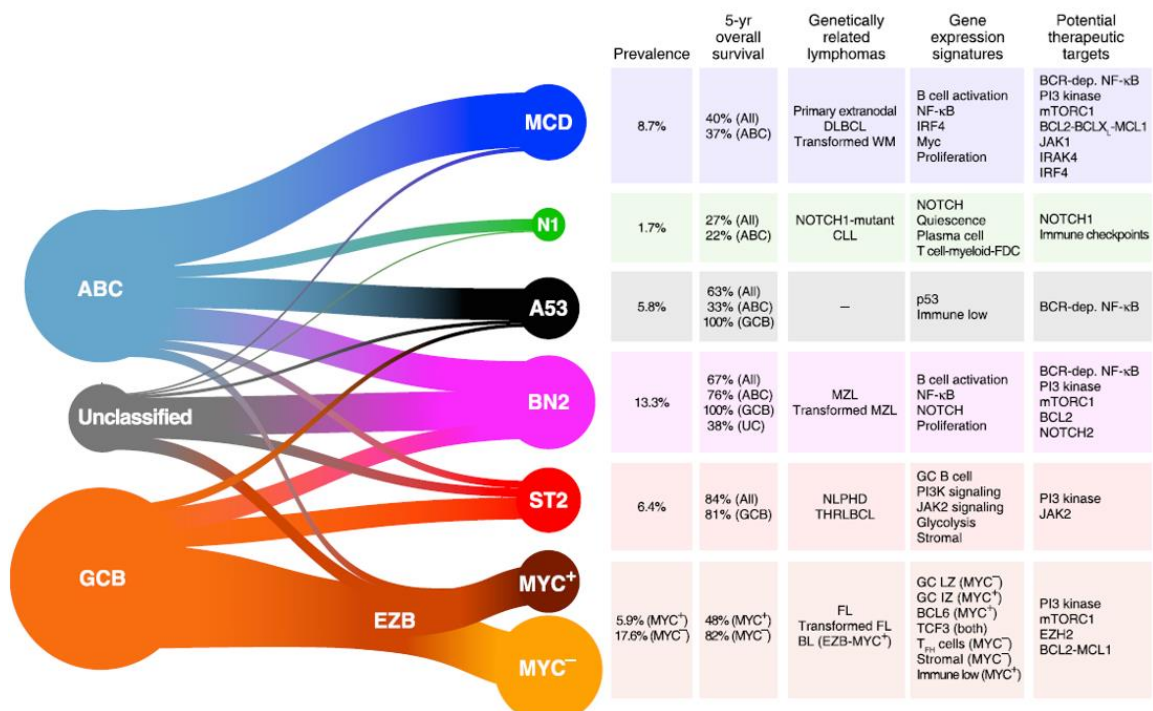 Prevalence
5-yr
overall
survival
Genetically
related
lymphomas
Gene
expression
signatures
Potential
therapeutic
targets
ABC
Unclassified
GCB
EZB
MCD
8.7%
40% (All)
37% (ABC)
Primary extranodal
DLBCL
Transformed WM
B cell activation
NF-κB
IRF4
Myc
Proliferation
BCR-dep. NF-κB
PI3 kinase
mTORC1
BCL2-BCLX_L-MCL1
JAK1
IRAK4
IRF4
N1
1.7%
27% (All)
22% (ABC)
NOTCH1-mutant
CLL
NOTCH
Quiescence
Plasma cell
T cell-myeloid-FDC
NOTCH1
Immune checkpoints
A53
5.8%
63% (All)
33% (ABC)
100% (GCB)
–
p53
Immune low
BCR-dep. NF-κB
BN2
13.3%
67% (All)
76% (ABC)
100% (GCB)
38% (UC)
MZL
Transformed MZL
B cell activation
NF-κB
NOTCH
Proliferation
BCR-dep. NF-κB
PI3 kinase
mTORC1
BCL2
NOTCH2
ST2
6.4%
84% (All)
81% (GCB)
NLPHD
THRLBCL
GC B cell
PI3K signaling
JAK2 signaling
Glycolysis
Stromal
PI3 kinase
JAK2
MYC⁺
MYC⁻
5.9% (MYC⁺)
17.6% (MYC⁻)
48% (MYC⁺)
82% (MYC⁻)
FL
Transformed FL
BL (EZB-MYC⁺)
GC LZ (MYC⁻)
GC IZ (MYC⁺)
BCL6 (MYC⁺)
TCF3 (both)
T_FH cells (MYC⁻)
Stromal (MYC⁻)
Immune low (MYC⁺)
PI3 kinase
mTORC1
EZH2
BCL2-MCL1